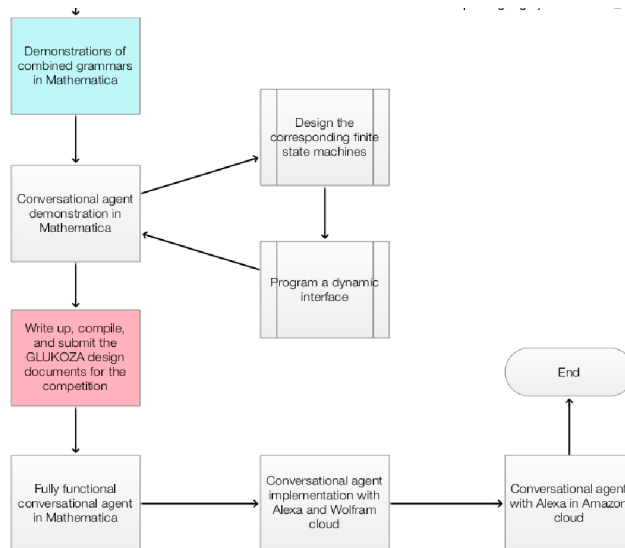 Demonstrations of
combined grammars
in Mathematica
Design the
corresponding finite
state machines
Conversational agent
demonstration in
Mathematica
Program a dynamic
interface
Write up, compile,
and submit the
GLUKOZA design
documents for the
competition
End
Fully functional
conversational agent
in Mathematica
Conversational agent
implementation with
Alexa and Wolfram
cloud
Conversational agent
with Alexa in Amazon
cloud